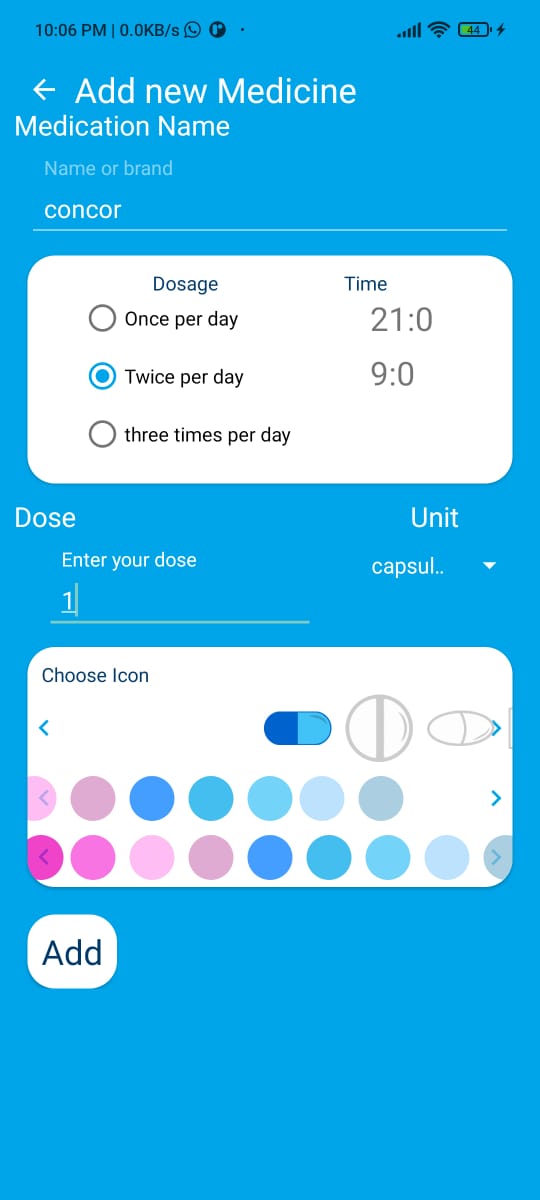 10:06 PM | 0.0KB/s
44
Add new Medicine
Medication Name
Name or brand
concor
Dosage Time
Once per day 21:0
Twice per day 9:0
three times per day
Dose Unit
Enter your dose capsul..
1
Choose Icon
Add